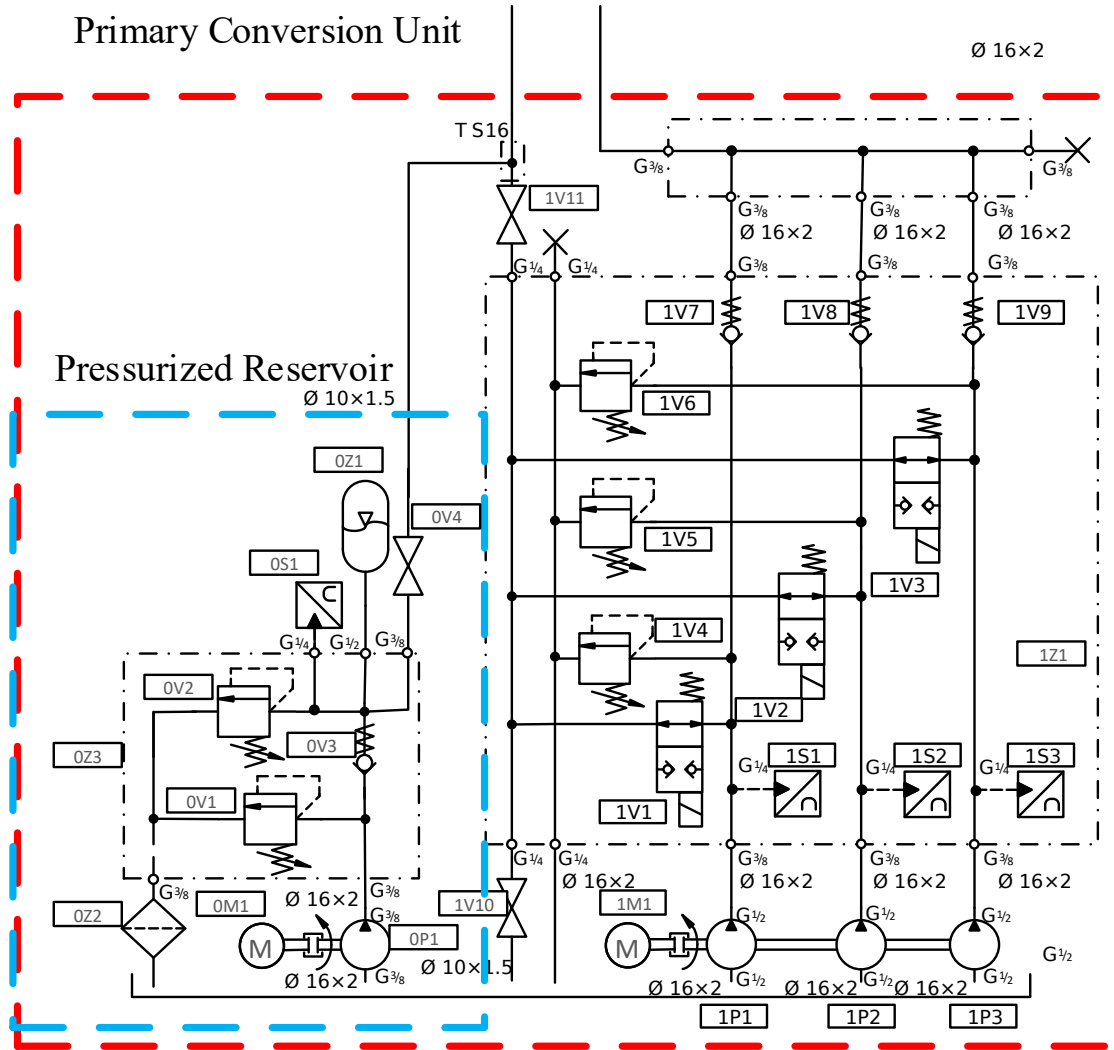 Primary Conversion Unit
Ø 16×2
T S16
G3/8
G3/8
1V11
G3/8
G3/8
G3/8
Ø 16×2
Ø 16×2
Ø 16×2
G1/4
G1/4
G3/8
G3/8
G3/8
1V7
1V8
1V9
Pressurized Reservoir
Ø 10×1.5
1V6
0Z1
0V4
1V5
0S1
1V3
G1/4
G1/2
G3/8
1V4
1Z1
0V2
1V2
0V3
0Z3
1S1
1S2
1S3
G1/4
G1/4
G1/4
0V1
1V1
G1/4
G1/4
G3/8
G3/8
G3/8
G3/8
G3/8
Ø 16×2
Ø 16×2
Ø 16×2
Ø 16×2
0Z2
0M1
Ø 16×2
G3/8
1V10
1M1
G1/2
G1/2
G1/2
M
0P1
M
G1/2
Ø 16×2
G3/8
Ø 10×1.5
G1/2
G1/2
G1/2
Ø 16×2
Ø 16×2
Ø 16×2
1P1
1P2
1P3